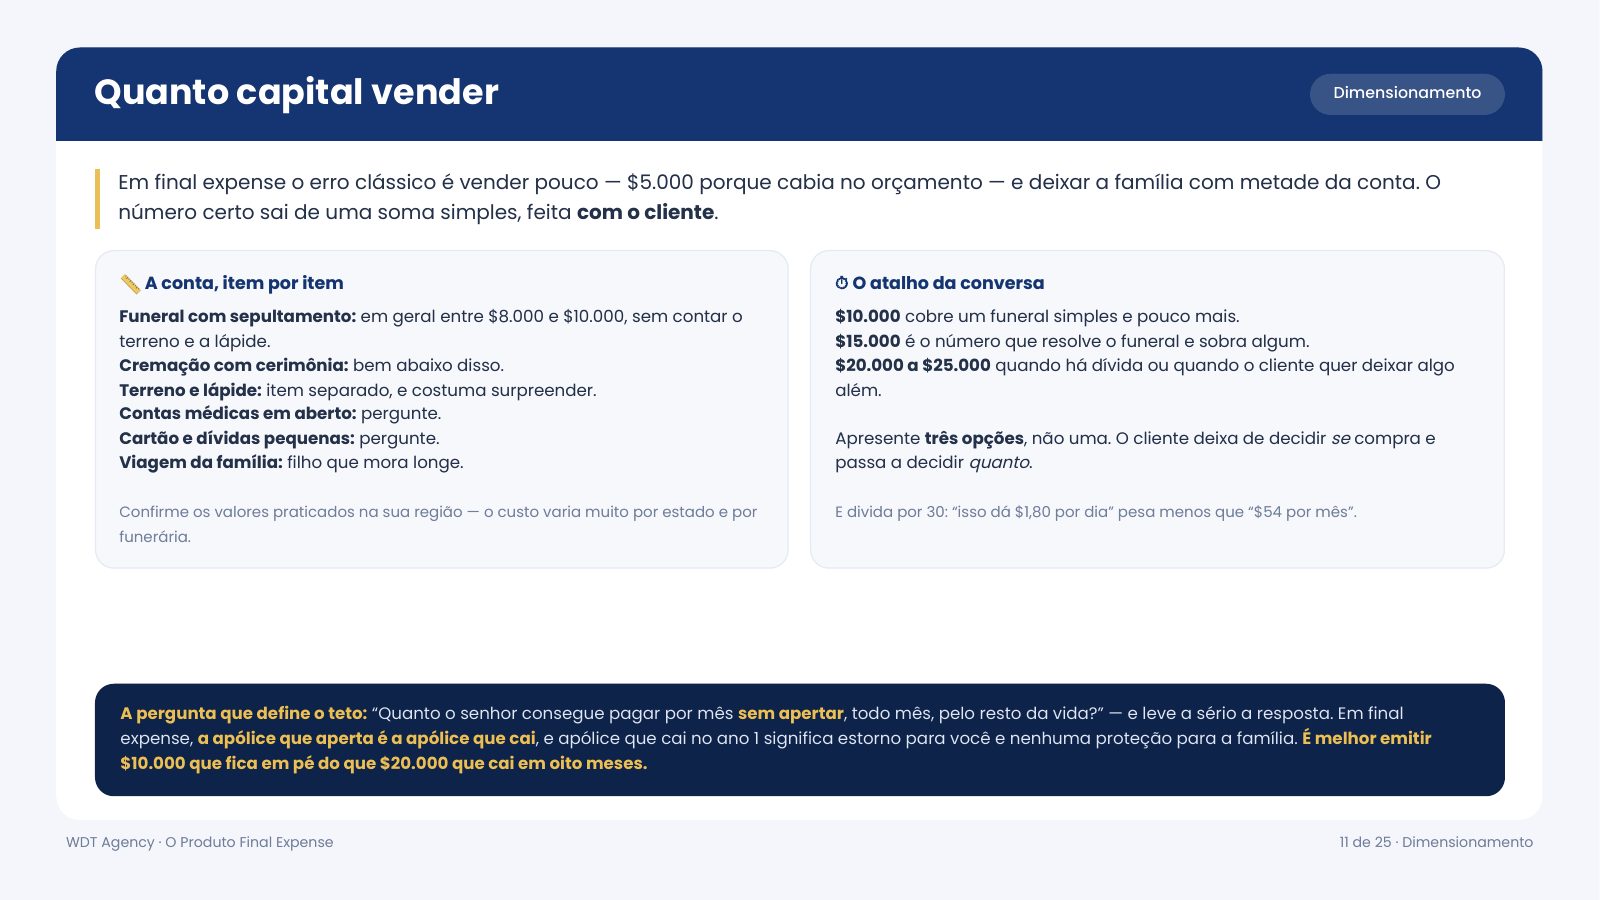 Quanto capital vender
Dimensionamento
Em final expense o erro clássico é vender pouco — $5.000 porque cabia no orçamento — e deixar a família com metade da conta. O
número certo sai de uma soma simples, feita com o cliente.
📏 A conta, item por item
Funeral com sepultamento: em geral entre $8.000 e $10.000, sem contar o
terreno e a lápide.
Cremação com cerimônia: bem abaixo disso.
Terreno e lápide: item separado, e costuma surpreender.
Contas médicas em aberto: pergunte.
Cartão e dívidas pequenas: pergunte.
Viagem da família: filho que mora longe.
Confirme os valores praticados na sua região — o custo varia muito por estado e por
funerária.
⏱ O atalho da conversa
$10.000 cobre um funeral simples e pouco mais.
$15.000 é o número que resolve o funeral e sobra algum.
$20.000 a $25.000 quando há dívida ou quando o cliente quer deixar algo
além.
Apresente três opções, não uma. O cliente deixa de decidir se compra e
passa a decidir quanto.
E divida por 30: “isso dá $1,80 por dia” pesa menos que “$54 por mês”.
A pergunta que define o teto: “Quanto o senhor consegue pagar por mês sem apertar, todo mês, pelo resto da vida?” — e leve a sério a resposta. Em final
expense, a apólice que aperta é a apólice que cai, e apólice que cai no ano 1 significa estorno para você e nenhuma proteção para a família. É melhor emitir
$10.000 que fica em pé do que $20.000 que cai em oito meses.
WDT Agency · O Produto Final Expense
11 de 25 · Dimensionamento